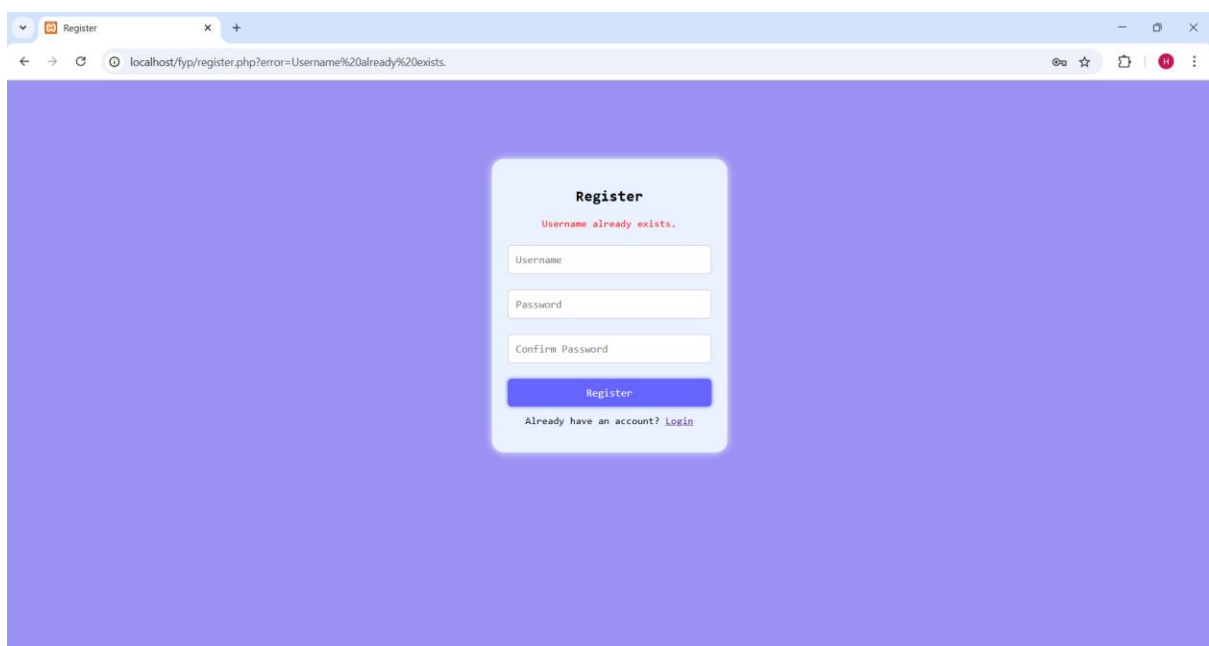 Register
localhost/fyp/register.php?error=Username%20already%20exists.
H
Register
Username already exists.
Username
Password
Confirm Password
Register
Already have an account? Login